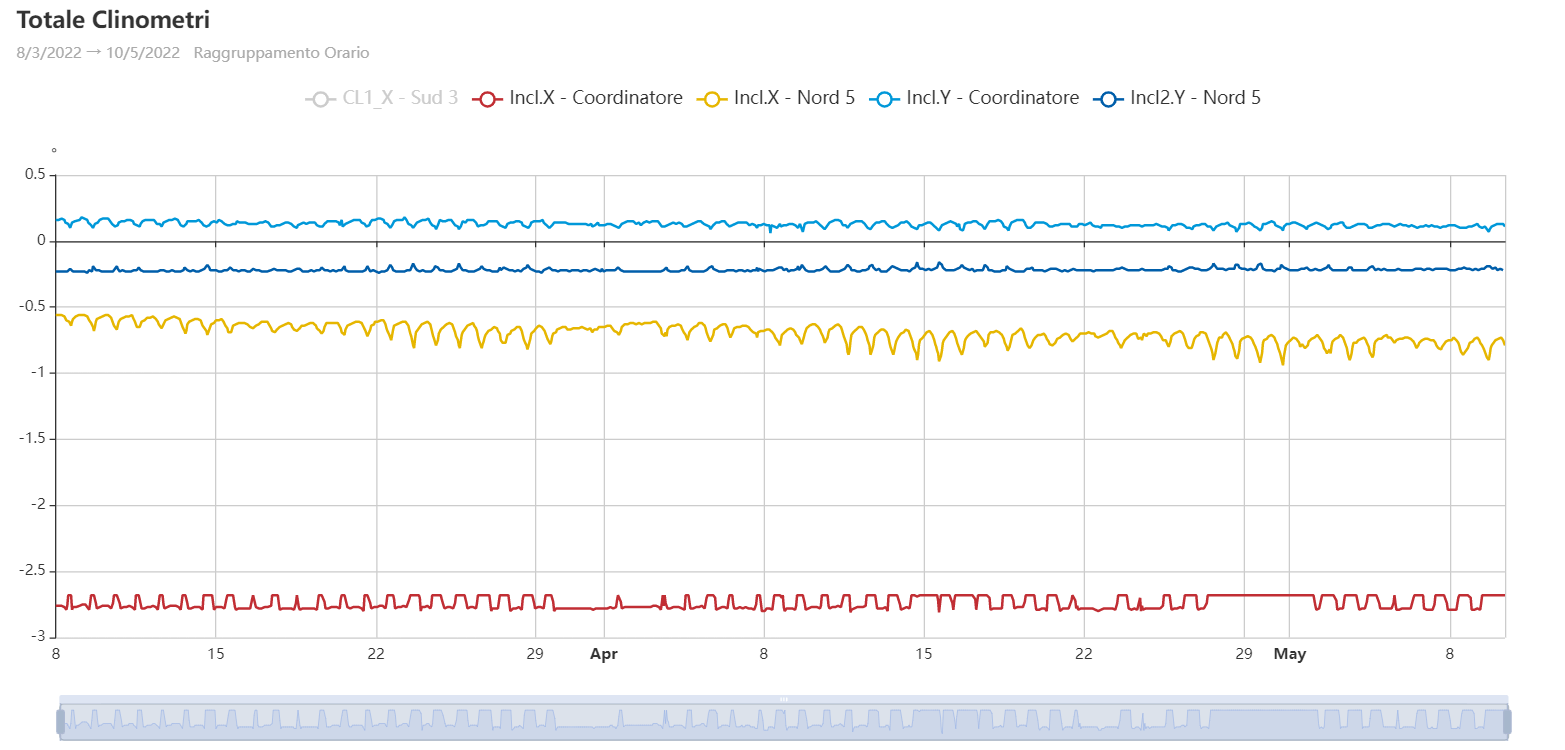 Totale Clinometri
8/3/2022 → 10/5/2022 Raggruppamento Orario
CL1_X - Sud 3 Incl.X - Coordinatore Incl.X - Nord 5 Incl.Y - Coordinatore Incl2.Y - Nord 5
°
0.5
0
-0.5
-1
-1.5
-2
-2.5
-3
8 15 22 29 Apr 8 15 22 29 May 8